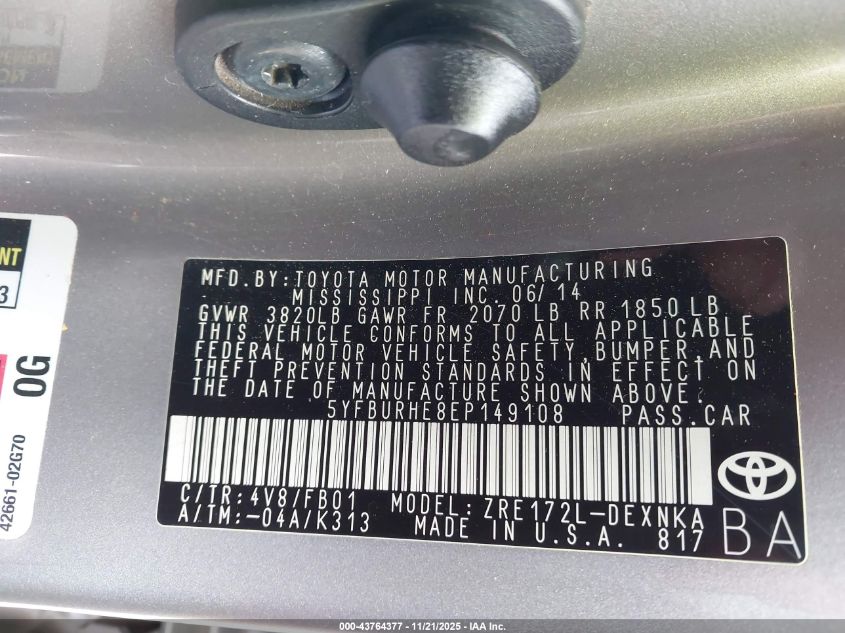 NT
3
0G
42661-02G70
MFD.BY:TOYOTA MOTOR MANUFACTURING
MISSISSIPPI INC. 06/14
GVWR 3820LB GAWR FR 2070LB RR 1850LB
THIS VEHICLE CONFORMS TO ALL APPLICABLE
FEDERAL MOTOR VEHICLE SAFETY,BUMPER,AND
THEFT PREVENTION STANDARDS IN EFFECT ON
THE DATE OF MANUFACTURE SHOWN ABOVE.
5YFBURHE8EP149108 PASS.CAR
C/TR:4V8/FB01 MODEL:ZRE172L-DEXNKA
A/TM:-04A/K313 MADE IN U.S.A. 817
BA
000-43764377 - 11/21/2025 - IAA Inc.